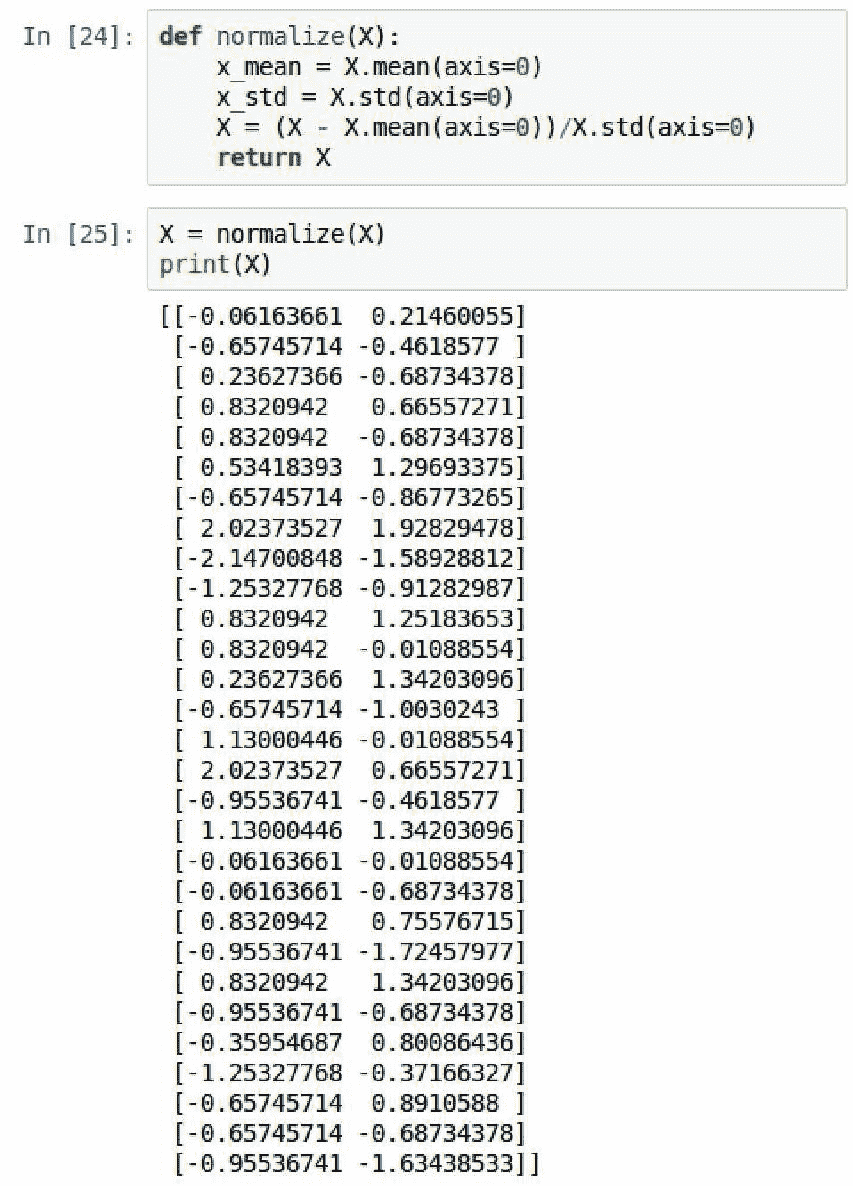 In [24]: def normalize(X):
    x_mean = X.mean(axis=0)
    x_std = X.std(axis=0)
    X = (X - X.mean(axis=0))/X.std(axis=0)
    return X
In [25]: X = normalize(X)
print(X)
[[-0.06163661  0.21460055]
 [-0.65745714 -0.4618577 ]
 [ 0.23627366 -0.68734378]
 [ 0.8320942   0.66557271]
 [ 0.8320942  -0.68734378]
 [ 0.53418393  1.29693375]
 [-0.65745714 -0.86773265]
 [ 2.02373527  1.92829478]
 [-2.14700848 -1.58928812]
 [-1.25327768 -0.91282987]
 [ 0.8320942   1.25183653]
 [ 0.8320942  -0.01088554]
 [ 0.23627366  1.34203096]
 [-0.65745714 -1.0030243 ]
 [ 1.13000446 -0.01088554]
 [ 2.02373527  0.66557271]
 [-0.95536741 -0.4618577 ]
 [ 1.13000446  1.34203096]
 [-0.06163661 -0.01088554]
 [-0.06163661 -0.68734378]
 [ 0.8320942   0.75576715]
 [-0.95536741 -1.72457977]
 [ 0.8320942   1.34203096]
 [-0.95536741 -0.68734378]
 [-0.35954687  0.80086436]
 [-1.25327768 -0.37166327]
 [-0.65745714  0.8910588 ]
 [-0.65745714 -0.68734378]
 [-0.95536741 -1.63438533]]